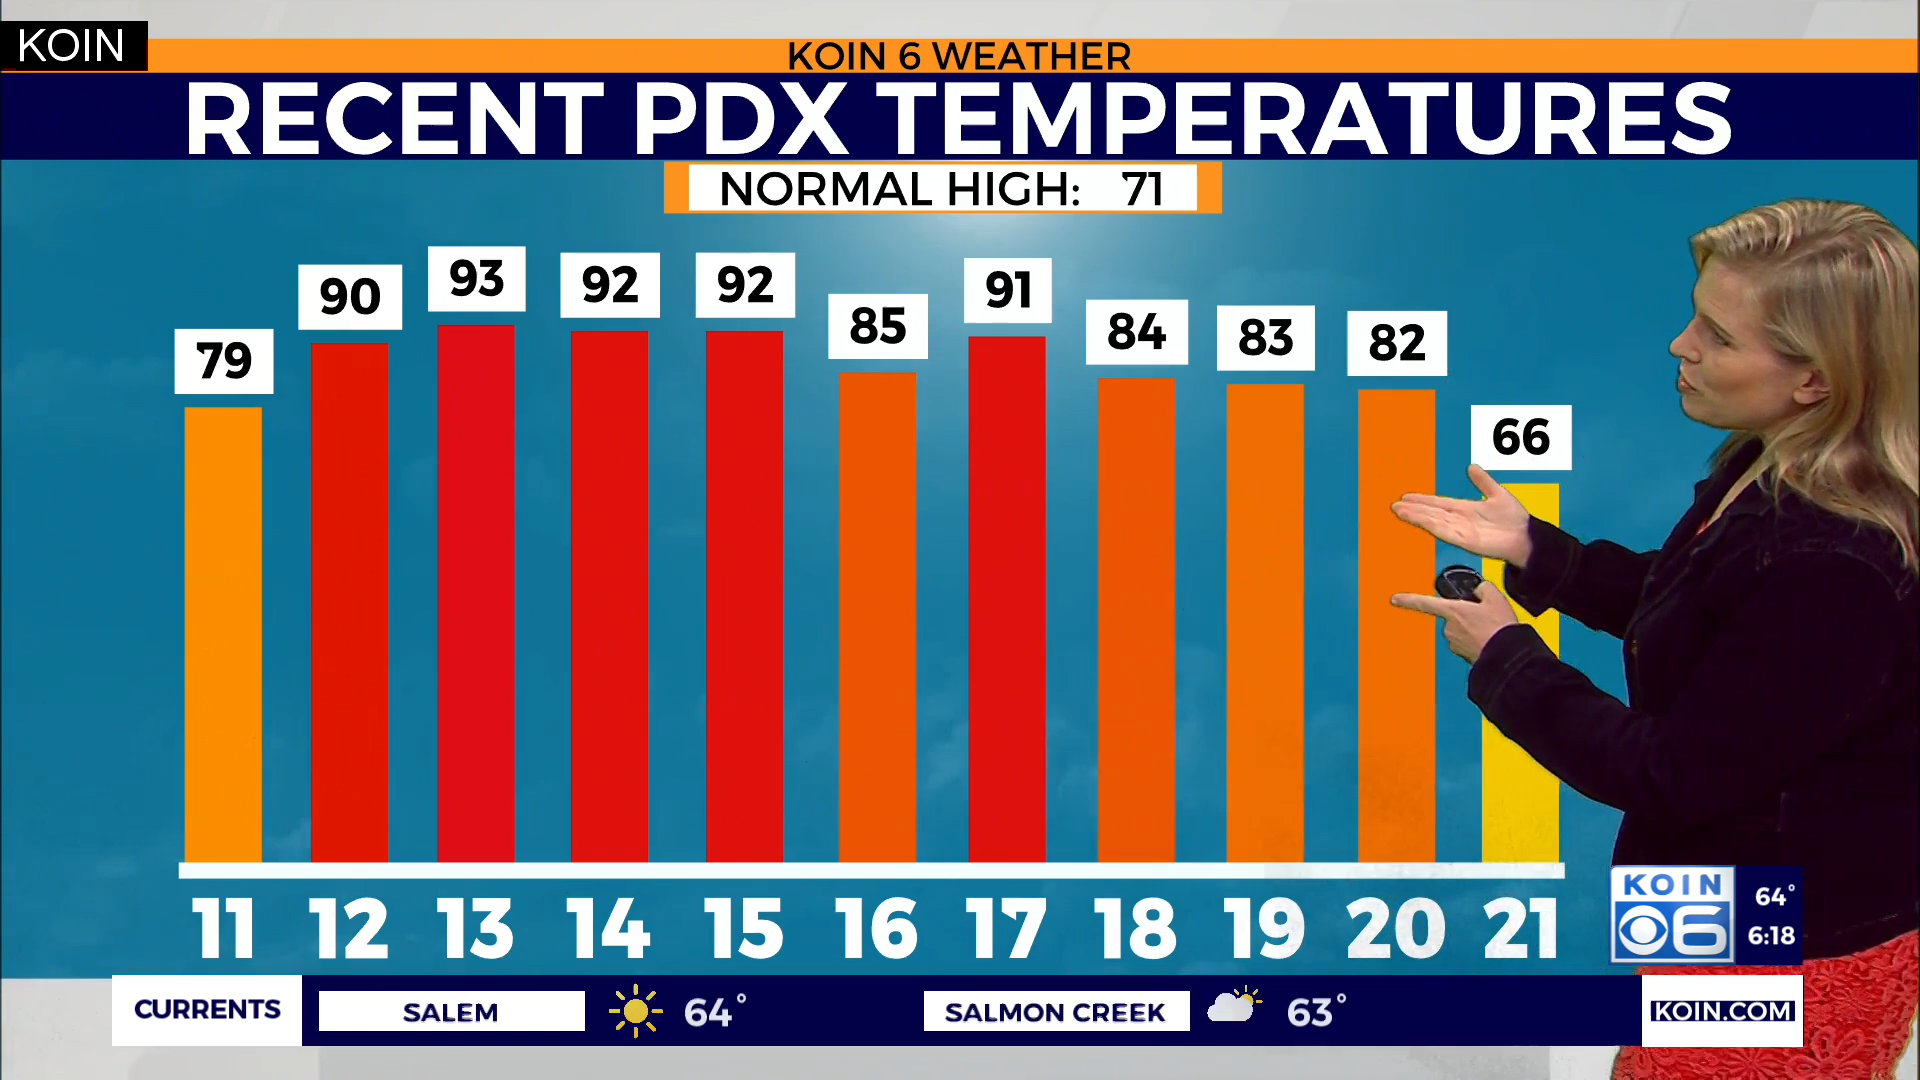 KOIN
KOIN 6 WEATHER
RECENT PDX TEMPERATURES
NORMAL HIGH: 71
79 90 93 92 92 85 91 84 83 82 66
11 12 13 14 15 16 17 18 19 20 21
KOIN
6
64°
6:18
CURRENTS SALEM 64° SALMON CREEK 63° KOIN.COM